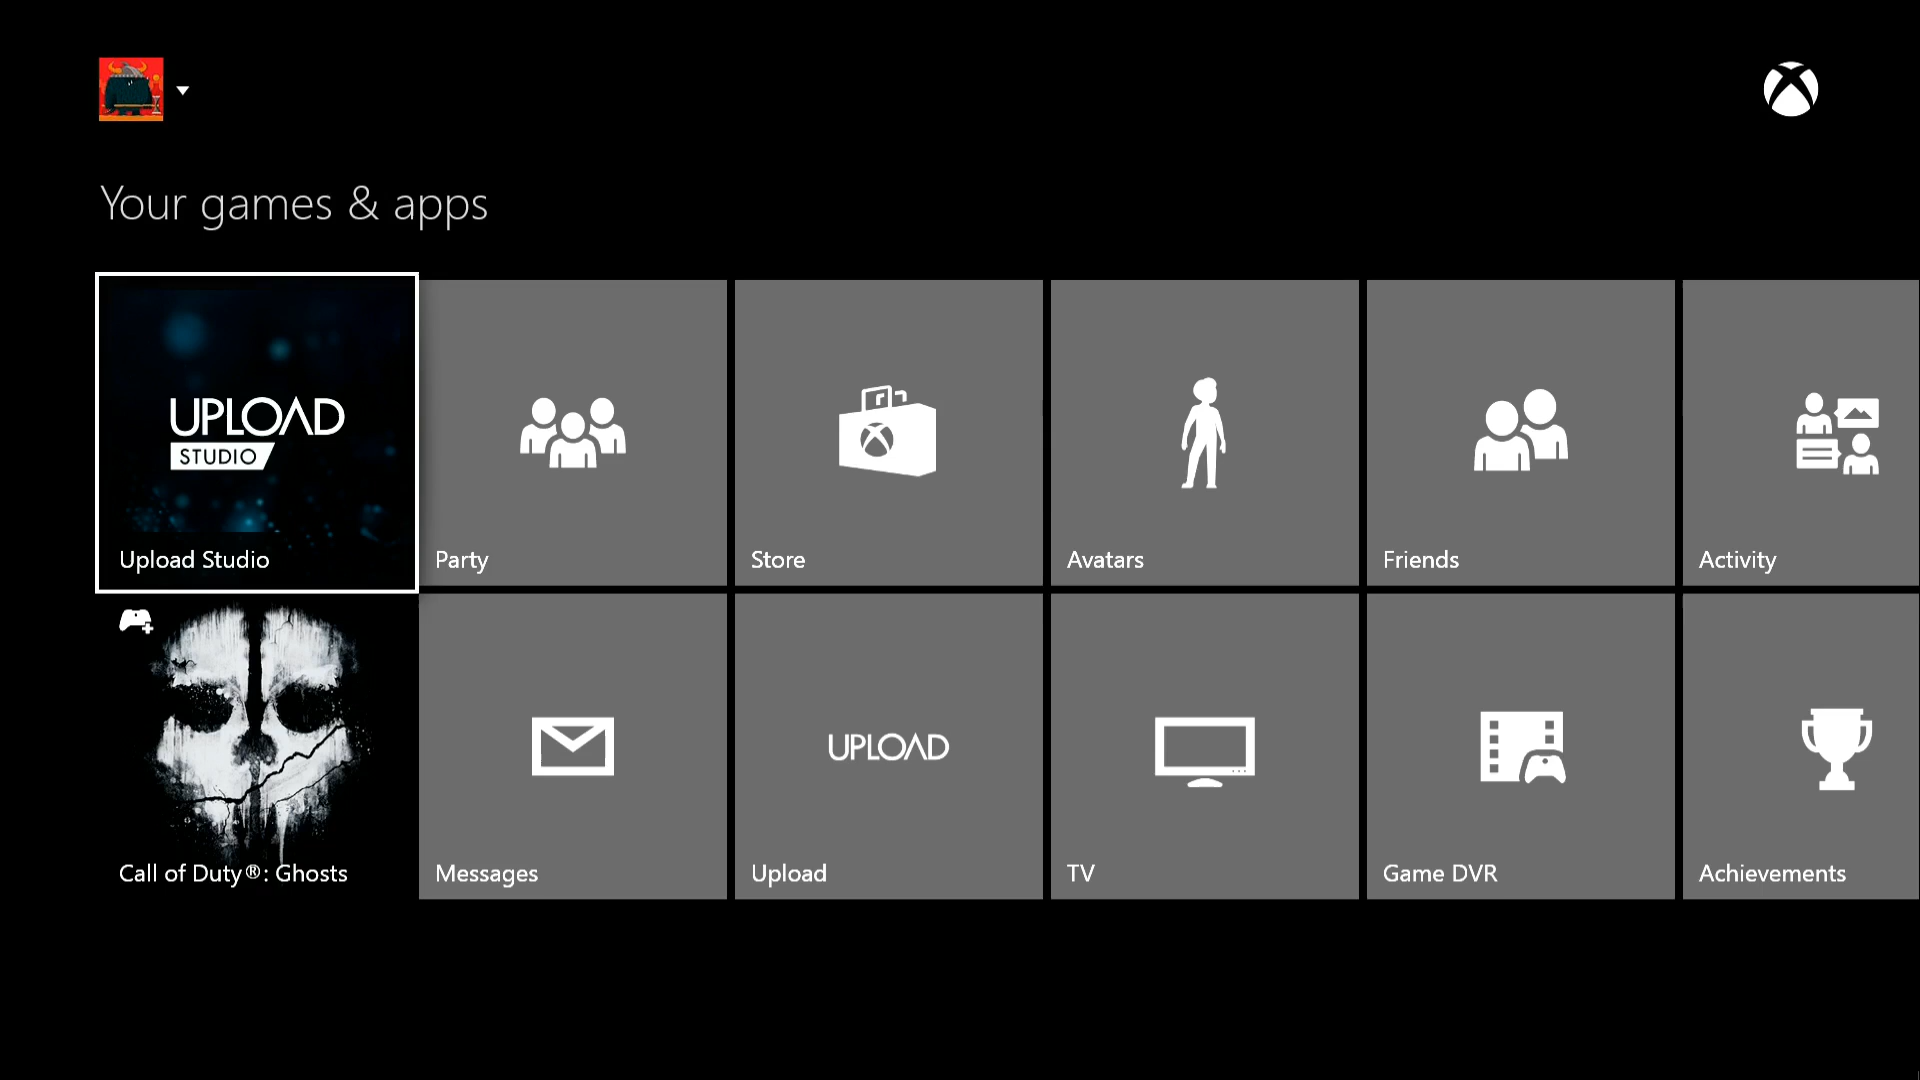 Your games & apps
UPLOAD
STUDIO
Upload Studio
Party
Store
Avatars
Friends
Activity
Call of Duty®: Ghosts
Messages
UPLOAD
Upload
TV
Game DVR
Achievements